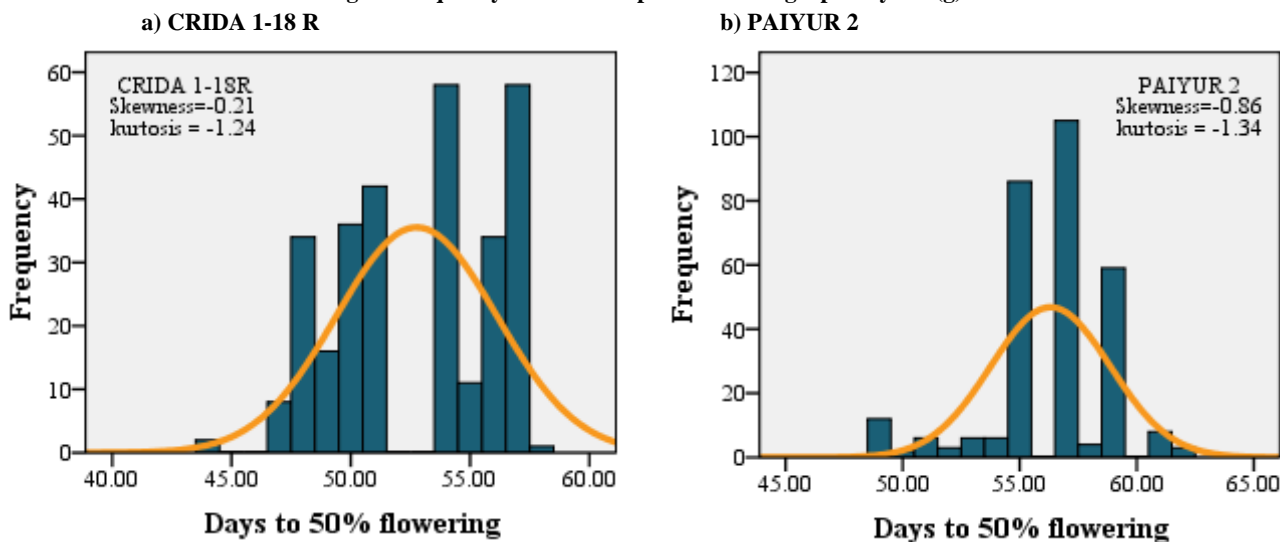 a) CRIDA 1-18 R
60
50
40
30
20
10
0
CRIDA 1-18R
Skewness=-0.21
kurtosis = -1.24
Frequency
40.00 45.00 50.00 55.00 60.00
Days to 50% flowering
b) PAIYUR 2
120
100
80
60
40
20
0
PAIYUR 2
Skewness=-0.86
kurtosis = -1.34
Frequency
45.00 50.00 55.00 60.00 65.00
Days to 50% flowering